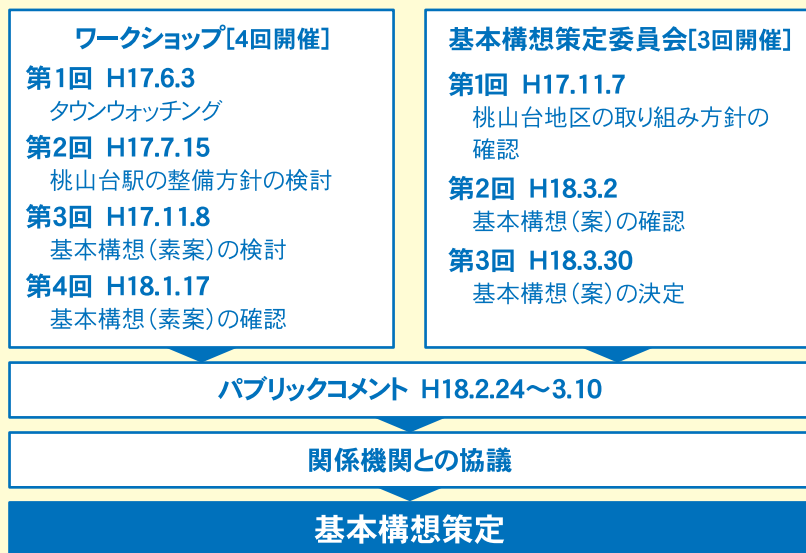 ワークショップ[4回開催]
第1回 H17.6.3
タウンウォッチング
第2回 H17.7.15
桃山台駅の整備方針の検討
第3回 H17.11.8
基本構想(素案)の検討
第4回 H18.1.17
基本構想(素案)の確認
基本構想策定委員会[3回開催]
第1回 H17.11.7
桃山台地区の取り組み方針の
確認
第2回 H18.3.2
基本構想(案)の確認
第3回 H18.3.30
基本構想(案)の決定
パブリックコメント H18.2.24〜3.10
関係機関との協議
基本構想策定